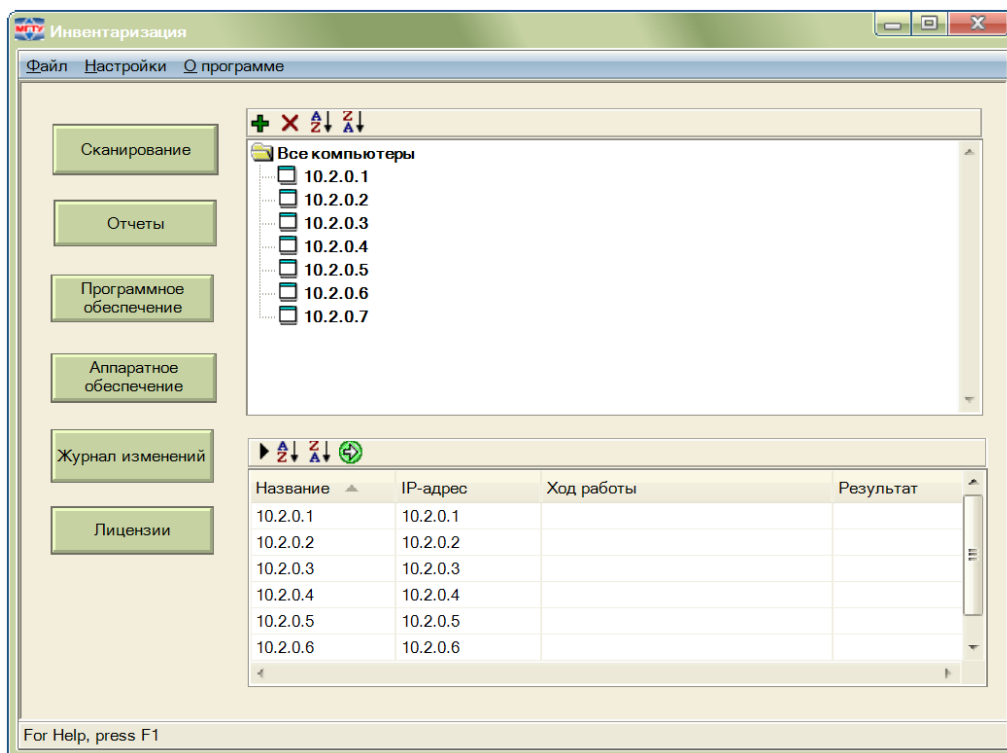 МГТУ Инвентаризация
Файл Настройки О программе
Сканирование
Отчеты
Программное
обеспечение
Аппаратное
обеспечение
Журнал изменений
Лицензии
A Z Z A
Все компьютеры
10.2.0.1
10.2.0.2
10.2.0.3
10.2.0.4
10.2.0.5
10.2.0.6
10.2.0.7
A Z Z A
Название IP-адрес Ход работы Результат
10.2.0.1 10.2.0.1
10.2.0.2 10.2.0.2
10.2.0.3 10.2.0.3
10.2.0.4 10.2.0.4
10.2.0.5 10.2.0.5
10.2.0.6 10.2.0.6
For Help, press F1